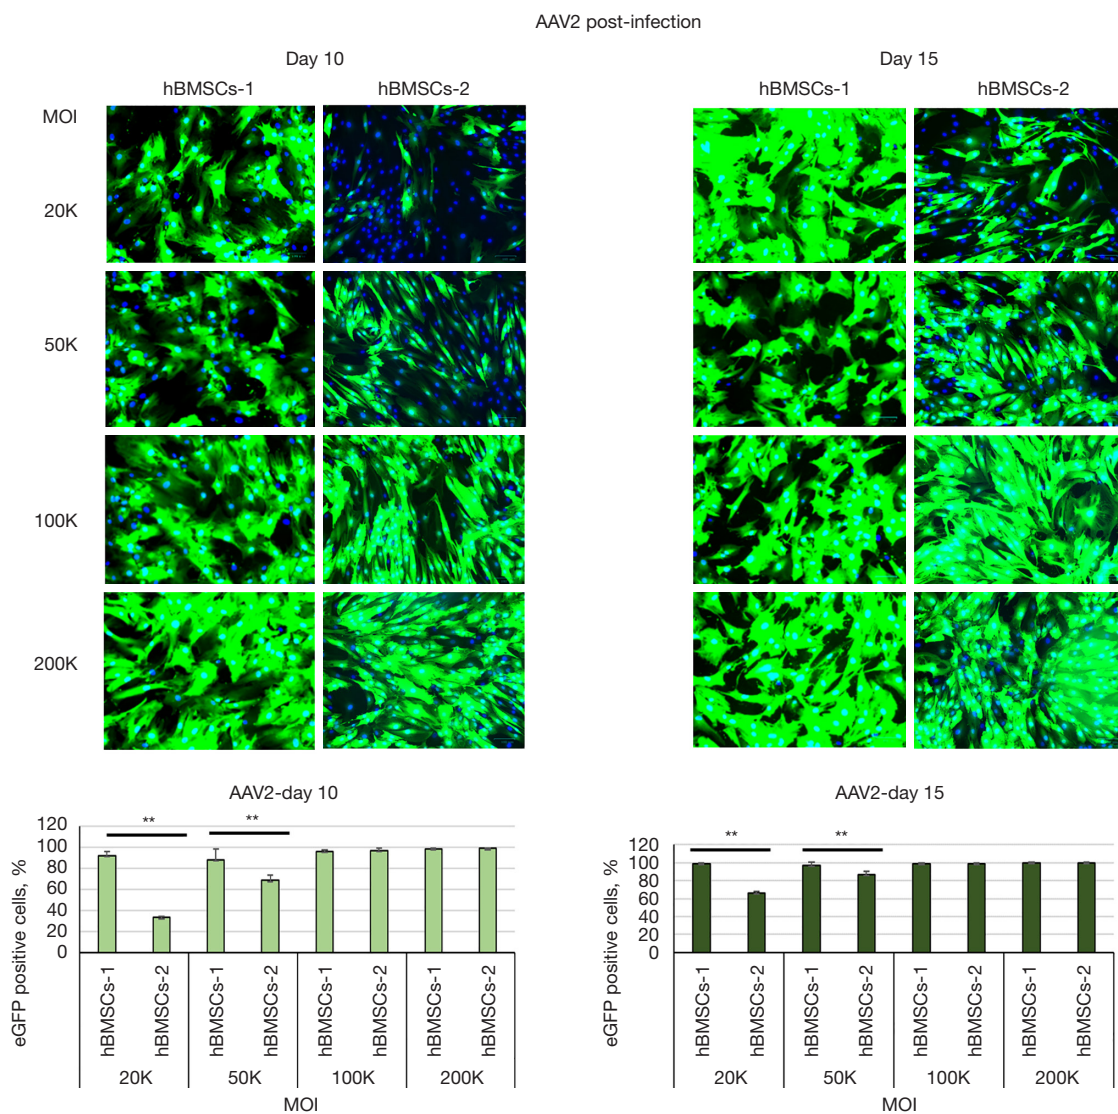 AAV2 post-infection
Day 10
Day 15
hBMSCs-1
hBMSCs-2
hBMSCs-1
hBMSCs-2
MOI
20K
50K
100K
200K
AAV2-day 10
**
**
120
100
80
60
40
20
0
eGFP positive cells, %
hBMSCs-1
hBMSCs-2
hBMSCs-1
hBMSCs-2
hBMSCs-1
hBMSCs-2
hBMSCs-1
hBMSCs-2
20K
50K
100K
200K
MOI
AAV2-day 15
**
**
120
100
80
60
40
20
0
eGFP positive cells, %
hBMSCs-1
hBMSCs-2
hBMSCs-1
hBMSCs-2
hBMSCs-1
hBMSCs-2
hBMSCs-1
hBMSCs-2
20K
50K
100K
200K
MOI